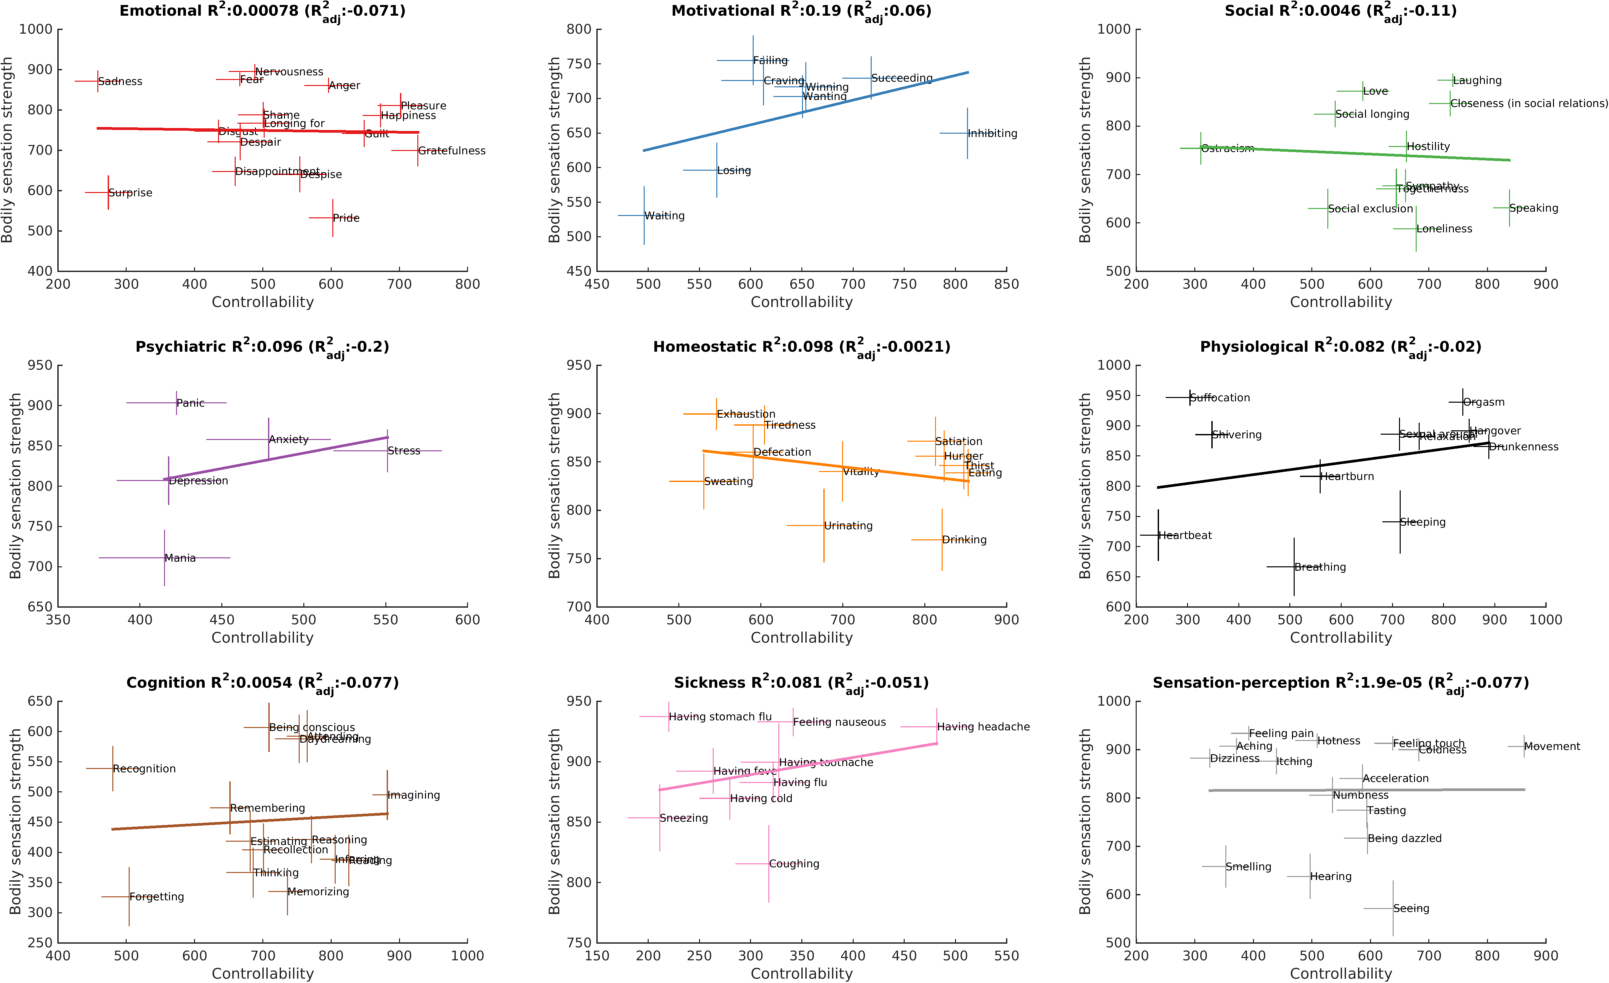 Emotional R²:0.00078 (R²adj:-0.071)
Bodily sensation strength
1000
900
800
700
600
500
400
Sadness
Nervousness
Fear
Anger
Pleasure
Happiness
Shame
Longing for
Disgust
Guilt
Despair
Gratefulness
Disappointment
Despise
Surprise
Pride
200 300 400 500 600 700 800
Controllability
Motivational R²:0.19 (R²adj:0.06)
Bodily sensation strength
800
750
700
650
600
550
500
450
Failing
Craving
Winning
Wanting
Succeeding
Inhibiting
Losing
Waiting
450 500 550 600 650 700 750 800 850
Controllability
Social R²:0.0046 (R²adj:-0.11)
Bodily sensation strength
1000
900
800
700
600
500
Laughing
Love
Closeness (in social relations)
Social longing
Hostility
Ostracism
Sympathy
Togetherness
Social exclusion
Speaking
Loneliness
200 300 400 500 600 700 800 900
Controllability
Psychiatric R²:0.096 (R²adj:-0.2)
Bodily sensation strength
950
900
850
800
750
700
650
Panic
Anxiety
Stress
Depression
Mania
350 400 450 500 550 600
Controllability
Homeostatic R²:0.098 (R²adj:-0.0021)
Bodily sensation strength
950
900
850
800
750
700
Exhaustion
Tiredness
Satiation
Defecation
Hunger
Thirst
Eating
Vitality
Sweating
Urinating
Drinking
400 500 600 700 800 900
Controllability
Physiological R²:0.082 (R²adj:-0.02)
Bodily sensation strength
1000
950
900
850
800
750
700
650
600
Suffocation
Orgasm
Shivering
Sexual arousal
Relaxation
Hangover
Drunkenness
Heartburn
Sleeping
Heartbeat
Breathing
200 300 400 500 600 700 800 900 1000
Controllability
Cognition R²:0.0054 (R²adj:-0.077)
Bodily sensation strength
650
600
550
500
450
400
350
300
250
Being conscious
Attending
Daydreaming
Recognition
Imagining
Remembering
Estimating
Reasoning
Recollection
Inferring
Reading
Thinking
Memorizing
Forgetting
400 500 600 700 800 900 1000
Controllability
Sickness R²:0.081 (R²adj:-0.051)
Bodily sensation strength
950
900
850
800
750
Having stomach flu
Feeling nauseous
Having headache
Having toothache
Having fever
Having flu
Having cold
Sneezing
Coughing
150 200 250 300 350 400 450 500 550
Controllability
Sensation-perception R²:1.9e-05 (R²adj:-0.077)
Bodily sensation strength
1000
900
800
700
600
500
Feeling pain
Hotness
Feeling touch
Aching
Coldness
Movement
Dizziness
Itching
Acceleration
Numbness
Tasting
Being dazzled
Smelling
Hearing
Seeing
200 300 400 500 600 700 800 900
Controllability